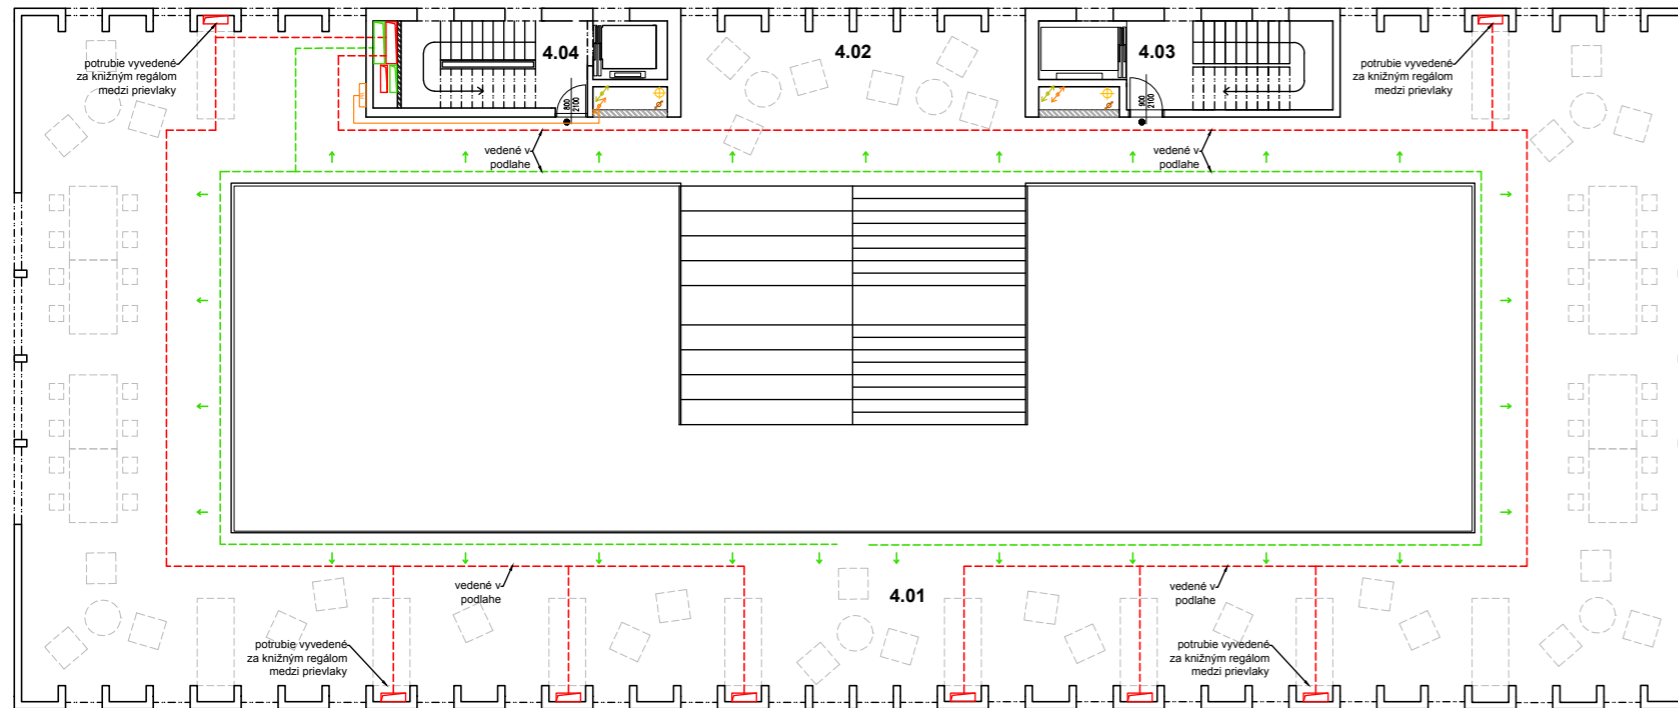 potrubie vyvedené
za knižným regálom
medzi prievlaky
4.04
4.02
4.03
potrubie vyvedené
za knižným regálom
medzi prievlaky
800
2100
900
2100
vedené v
podlahe
vedené v
podlahe
vedené v
podlahe
4.01
vedené v
podlahe
potrubie vyvedené
za knižným regálom
medzi prievlaky
potrubie vyvedené
za knižným regálom
medzi prievlaky